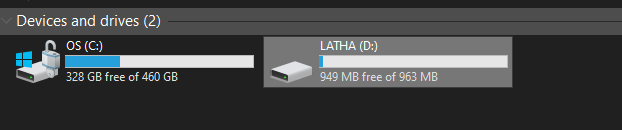 Devices and drives (2)
OS (C:)
328 GB free of 460 GB
LATHA (D:)
949 MB free of 963 MB